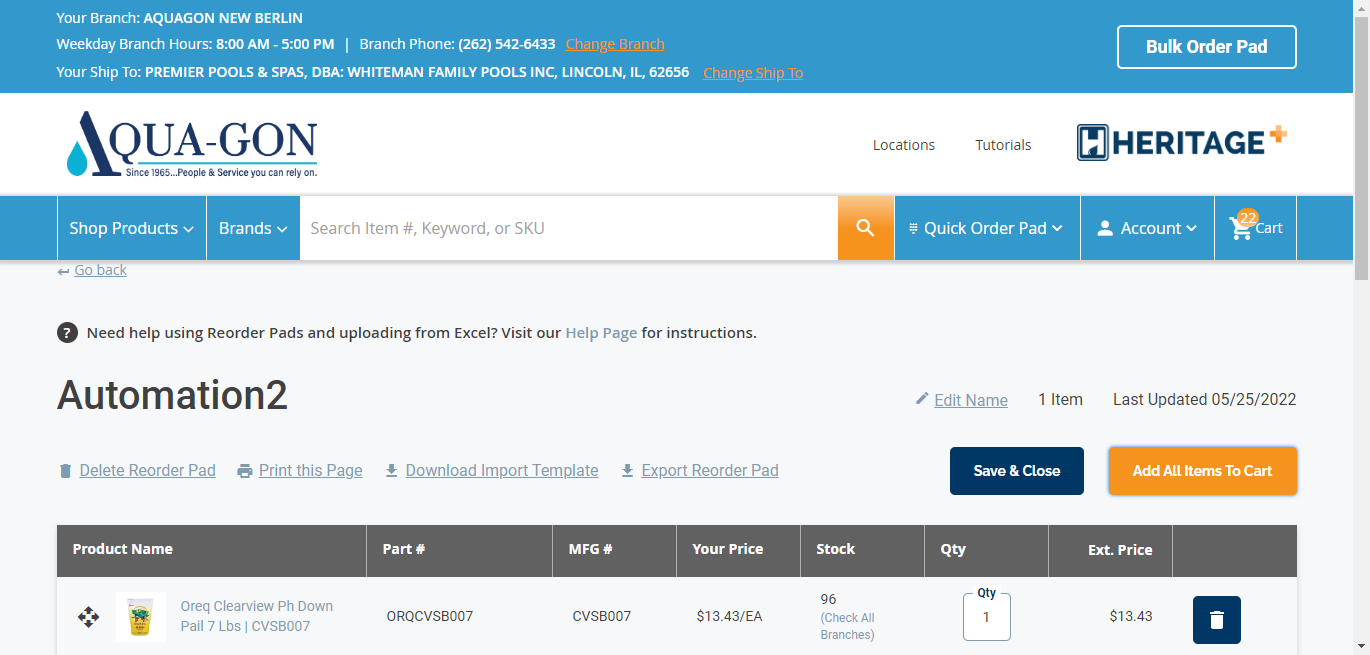 Your Branch: AQUAGON NEW BERLIN
Weekday Branch Hours: 8:00 AM - 5:00 PM | Branch Phone: (262) 542-6433 Change Branch
Your Ship To: PREMIER POOLS & SPAS, DBA: WHITEMAN FAMILY POOLS INC, LINCOLN, IL, 62656 Change Ship To
Bulk Order Pad
AQUA-GON
Since 1965...People & Service you can rely on.
Locations
Tutorials
HERITAGE+
Shop Products
Brands
Search Item #, Keyword, or SKU
Quick Order Pad
Account
22
Cart
Go back
? Need help using Reorder Pads and uploading from Excel? Visit our Help Page for instructions.
Automation2
Edit Name
1 Item
Last Updated 05/25/2022
Delete Reorder Pad
Print this Page
Download Import Template
Export Reorder Pad
Save & Close
Add All Items To Cart
Product Name
Part #
MFG #
Your Price
Stock
Qty
Ext. Price
Oreq Clearview Ph Down
Pail 7 Lbs | CVSB007
ORQCVSB007
CVSB007
$13.43/EA
96
(Check All
Branches)
Qty
1
$13.43